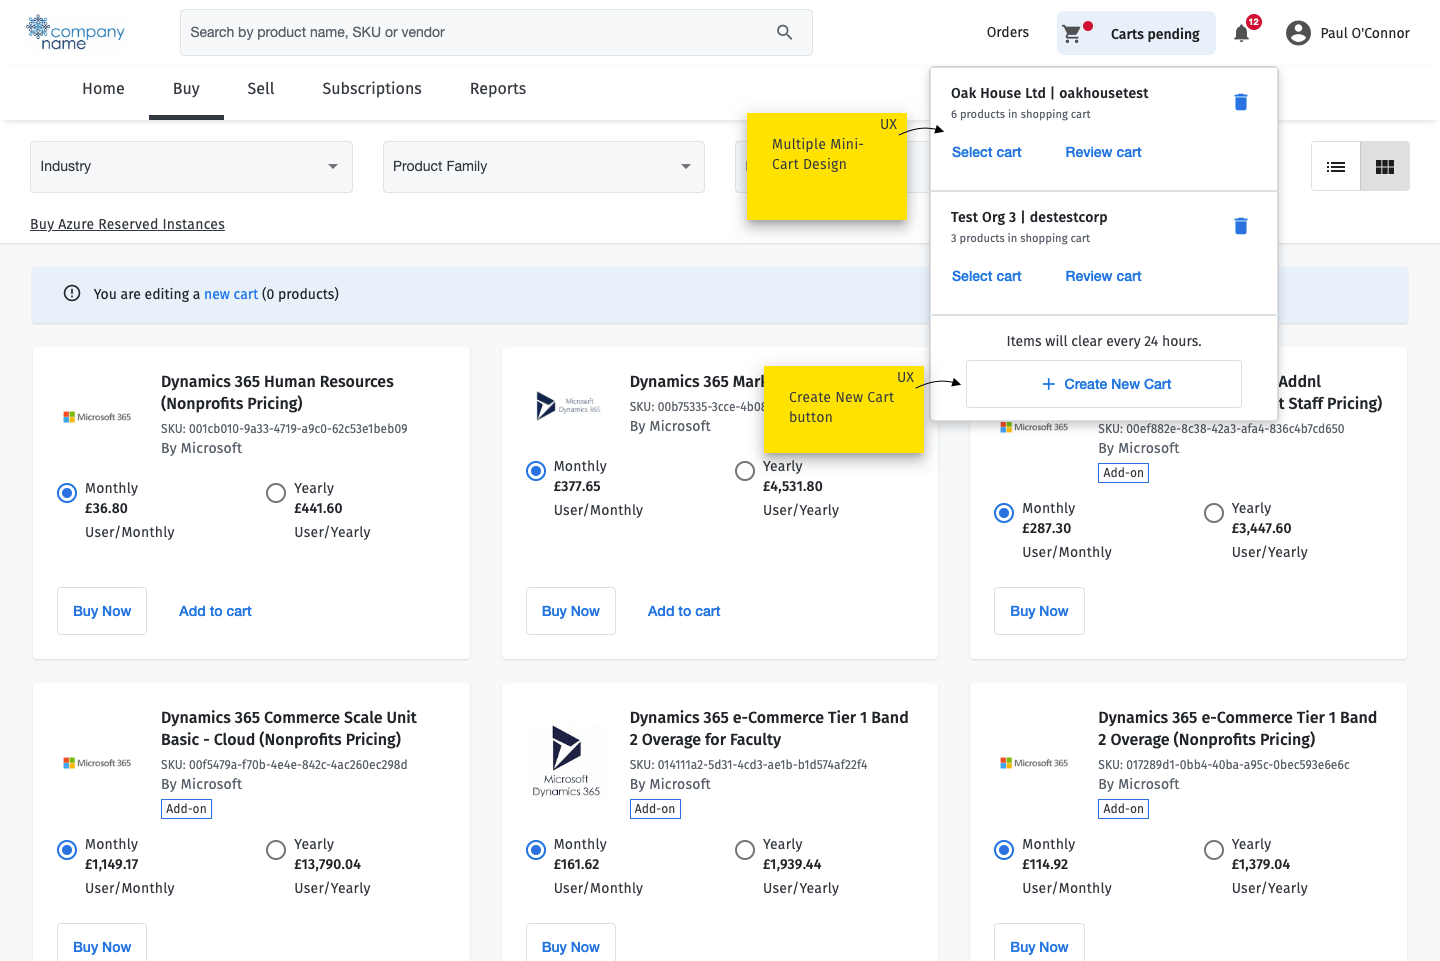 company
name
Search by product name, SKU or vendor
Orders
Carts pending
12
Paul O'Connor
Home
Buy
Sell
Subscriptions
Reports
Oak House Ltd | oakhousetest
6 products in shopping cart
Select cart
Review cart
UX
Multiple Mini-
Cart Design
Industry
Product Family
Test Org 3 | destestcorp
3 products in shopping cart
Select cart
Review cart
Buy Azure Reserved Instances
You are editing a new cart (0 products)
Items will clear every 24 hours.
+ Create New Cart
UX
Create New Cart
button
Microsoft 365
Dynamics 365 Human Resources
(Nonprofits Pricing)
SKU: 001cb010-9a33-4719-a9c0-62c53e1beb09
By Microsoft
Monthly
£36.80
User/Monthly
Yearly
£441.60
User/Yearly
Buy Now
Add to cart
Microsoft
Dynamics 365
Dynamics 365 Mark
SKU: 00b75335-3cce-4b08
By Microsoft
Monthly
£377.65
User/Monthly
Yearly
£4,531.80
User/Yearly
Buy Now
Add to cart
Microsoft 365
Addnl
t Staff Pricing)
SKU: 00ef882e-8c38-42a3-afa4-836c4b7cd650
By Microsoft
Add-on
Monthly
£287.30
User/Monthly
Yearly
£3,447.60
User/Yearly
Buy Now
Microsoft 365
Dynamics 365 Commerce Scale Unit
Basic - Cloud (Nonprofits Pricing)
SKU: 00f5479a-f70b-4e4e-842c-4ac260ec298d
By Microsoft
Add-on
Monthly
£1,149.17
User/Monthly
Yearly
£13,790.04
User/Yearly
Buy Now
Microsoft
Dynamics 365
Dynamics 365 e-Commerce Tier 1 Band
2 Overage for Faculty
SKU: 014111a2-5d31-4cd3-ae1b-b1d574af22f4
By Microsoft
Add-on
Monthly
£161.62
User/Monthly
Yearly
£1,939.44
User/Yearly
Buy Now
Microsoft 365
Dynamics 365 e-Commerce Tier 1 Band
2 Overage (Nonprofits Pricing)
SKU: 017289d1-0bb4-40ba-a95c-0bec593e6e6c
By Microsoft
Add-on
Monthly
£114.92
User/Monthly
Yearly
£1,379.04
User/Yearly
Buy Now